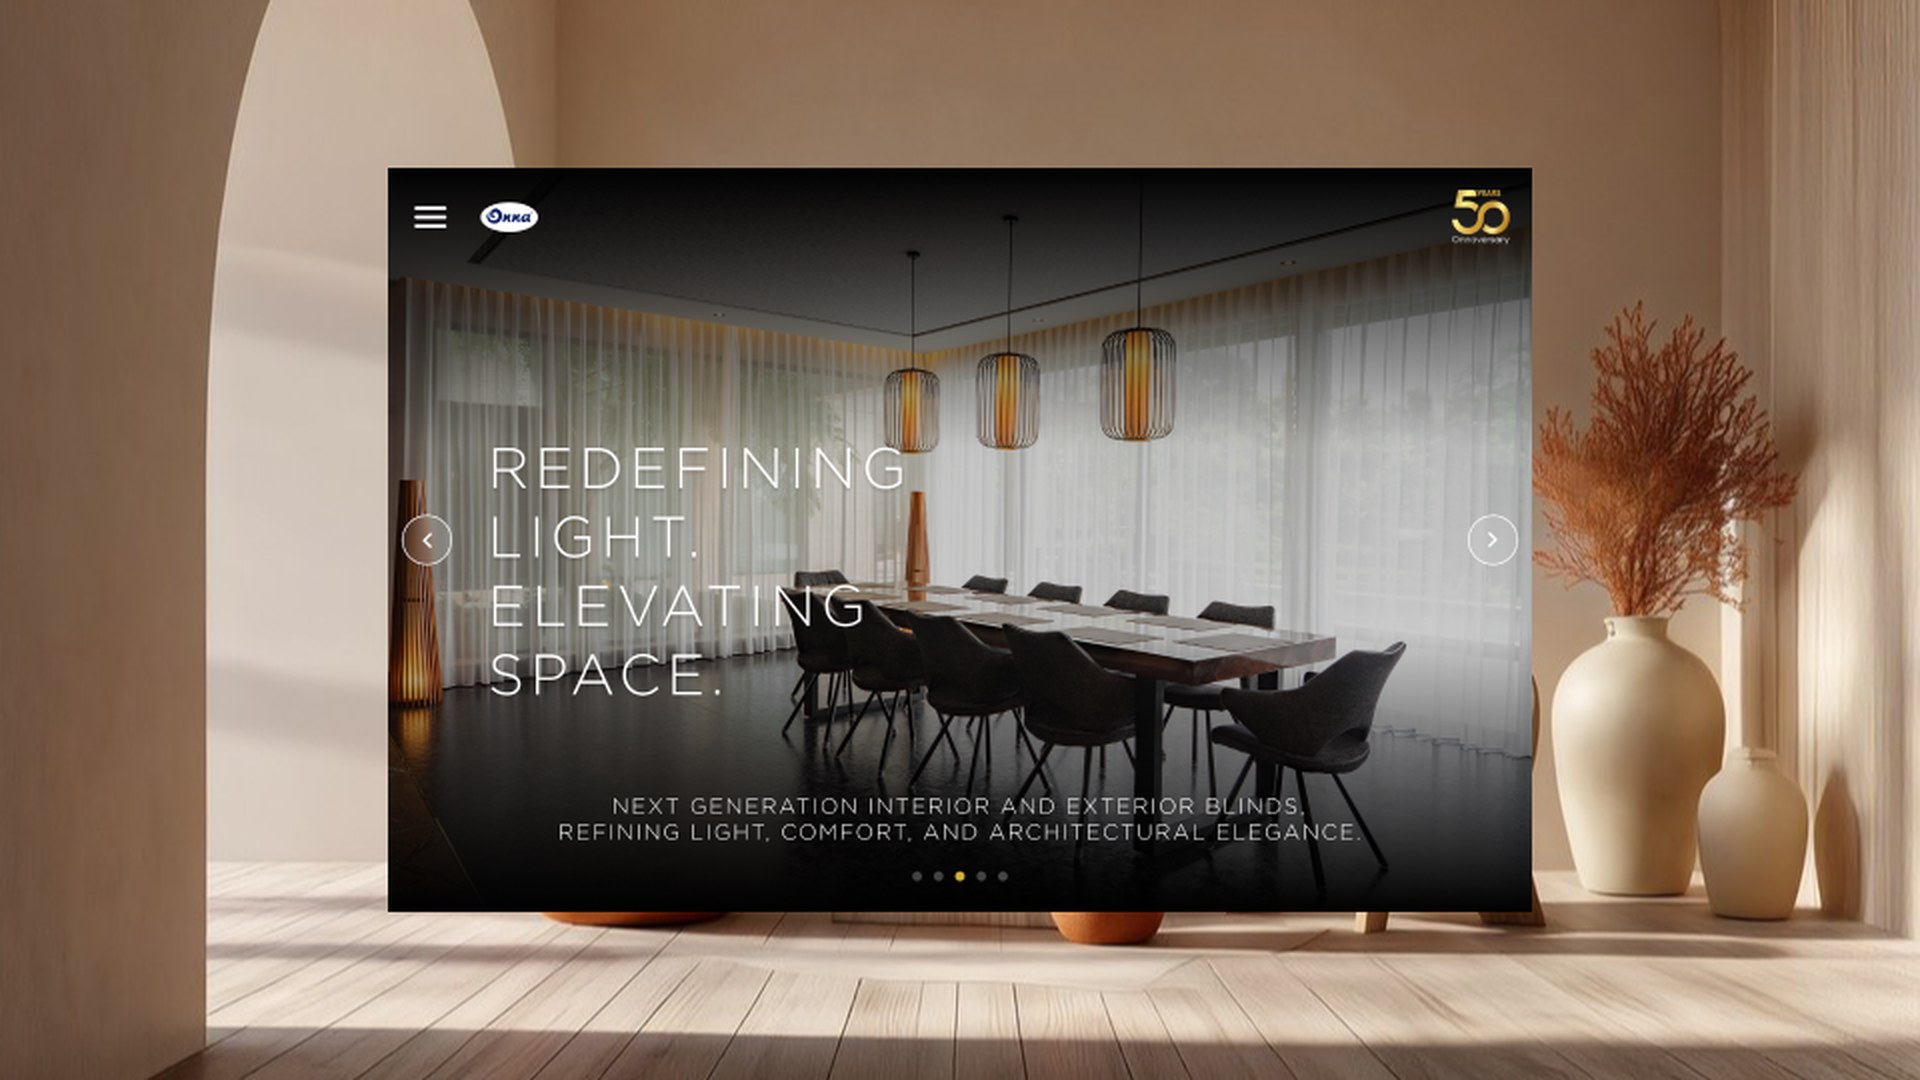 Onna
50 YEARS
Onnaversary
REDEFINING
LIGHT.
ELEVATING
SPACE.
NEXT GENERATION INTERIOR AND EXTERIOR BLINDS,
REFINING LIGHT, COMFORT, AND ARCHITECTURAL ELEGANCE.